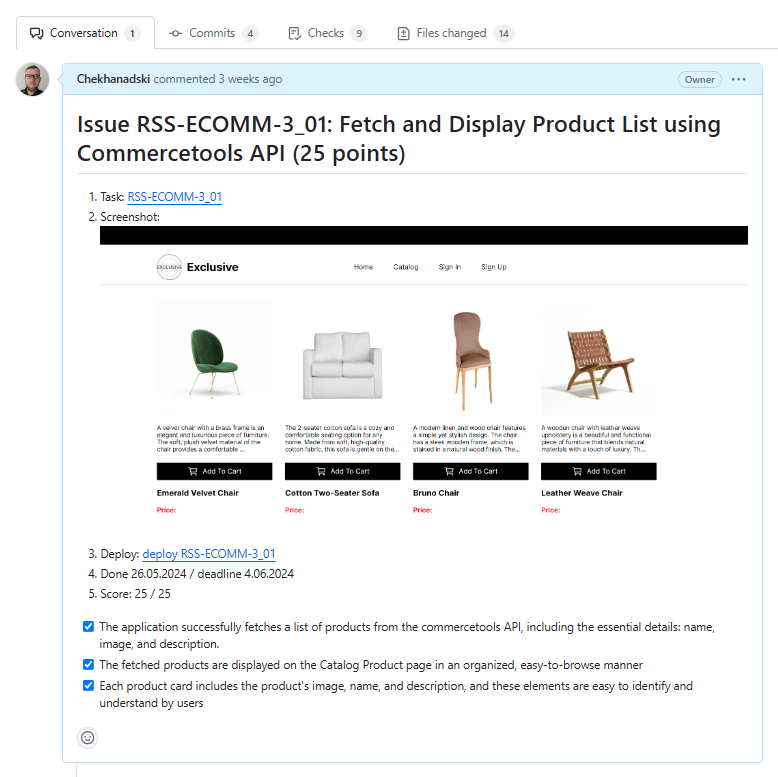 Conversation 1
Commits 4
Checks 9
Files changed 14
Chekhanadski commented 3 weeks ago
Owner
Issue RSS-ECOMM-3_01: Fetch and Display Product List using
Commercetools API (25 points)
1. Task: RSS-ECOMM-3_01
2. Screenshot:
EXCLUSIVE
Exclusive
Home
Catalog
Sign In
Sign Up
A velvet chair with a brass frame is an
elegant and luxurious piece of furniture.
The soft, plush velvet material of the
chair provides a comfortable ...
Add To Cart
Emerald Velvet Chair
Price:
The 2-seater cotton sofa is a cozy and
comfortable seating option for any
home. Made from soft, high-quality
cotton fabric, this sofa is gentle on the...
Add To Cart
Cotton Two-Seater Sofa
Price:
A modern linen and wood chair features
a simple yet stylish design. The chair
has a sleek wooden frame, which is
stained in a natural wood finish. The...
Add To Cart
Bruno Chair
Price:
A wooden chair with leather weave
upholstery is a beautiful and functional
piece of furniture that blends natural
materials with a touch of luxury. Th...
Add To Cart
Leather Weave Chair
Price:
3. Deploy: deploy RSS-ECOMM-3_01
4. Done 26.05.2024 / deadline 4.06.2024
5. Score: 25 / 25
The application successfully fetches a list of products from the commercetools API, including the essential details: name,
image, and description.
The fetched products are displayed on the Catalog Product page in an organized, easy-to-browse manner
Each product card includes the product's image, name, and description, and these elements are easy to identify and
understand by users